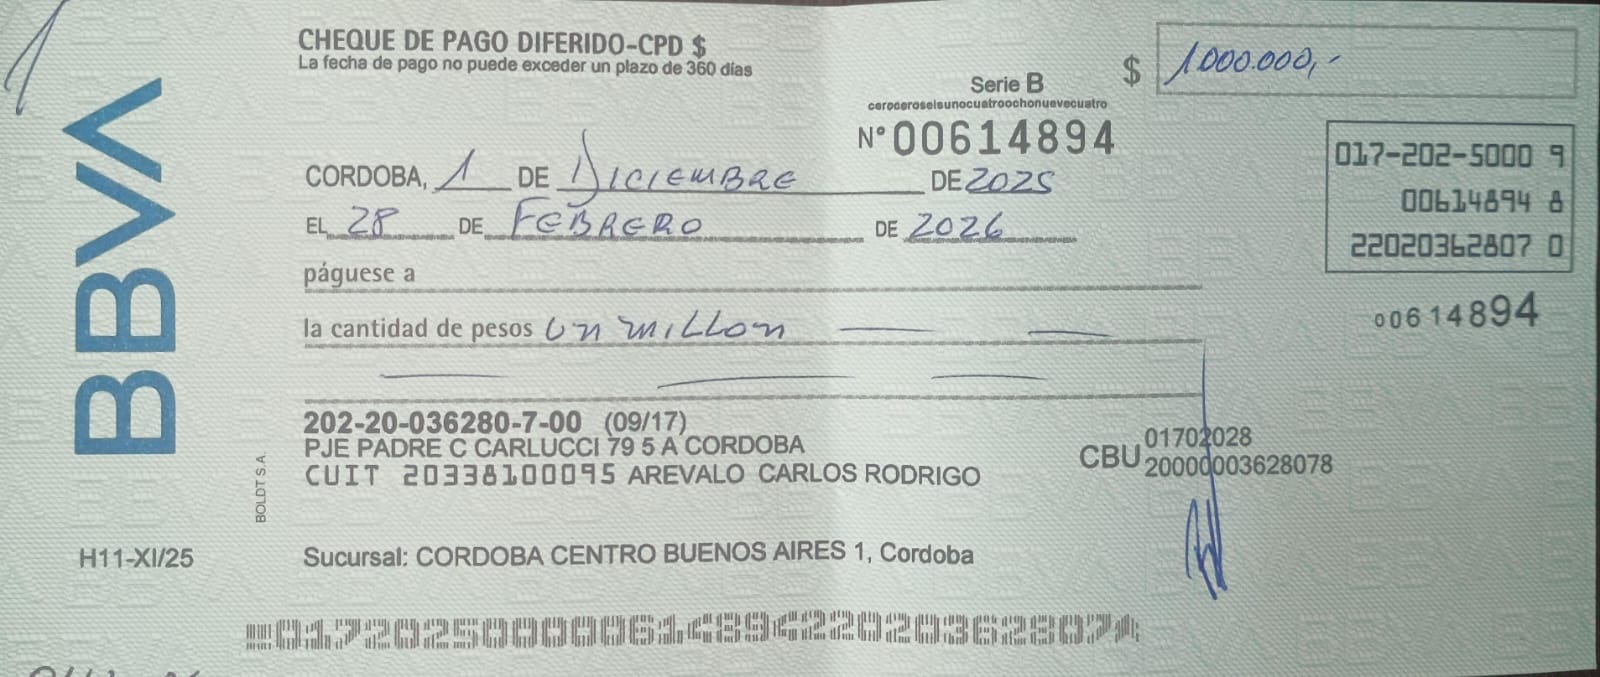 BBVA
CHEQUE DE PAGO DIFERIDO-CPD $
La fecha de pago no puede exceder un plazo de 360 días
$ 1000.000,-
Serie B
ceroceroseisunocuatroochonuevecuatro
N° 00614894
017-202-5000 9
00614894 8
22020362807 0
CORDOBA, 1 DE DICIEMBRE DE 2025
EL 28 DE FEBRERO DE 2026
páguese a
00614894
la cantidad de pesos un millon
202-20-036280-7-00 (09/17)
PJE PADRE C CARLUCCI 79 5 A CORDOBA
CUIT 20338100095 AREVALO CARLOS RODRIGO
CBU 01702028
20000003628078
BOLDT S.A.
H11-XI/25
Sucursal: CORDOBA CENTRO BUENOS AIRES 1, Cordoba